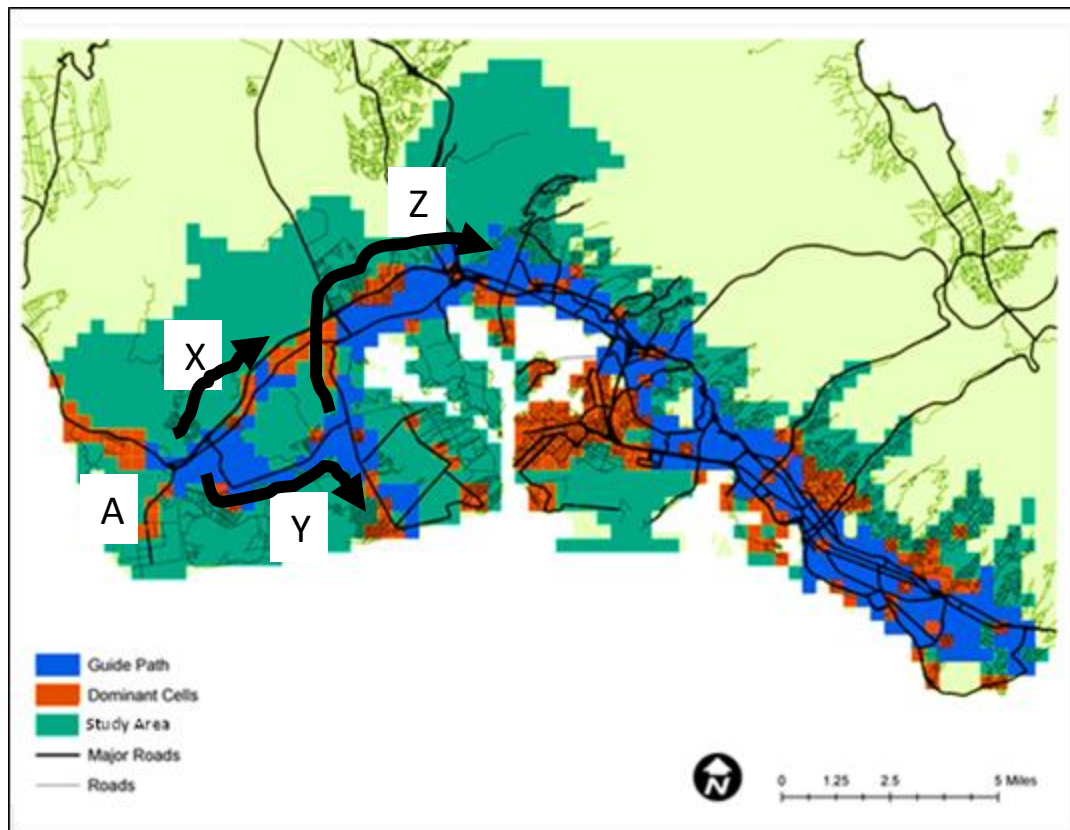 Z
X
A
Y
Guide Path
Dominant Cells
Study Area
Major Roads
Roads
N
0 1.25 2.5 5 Miles